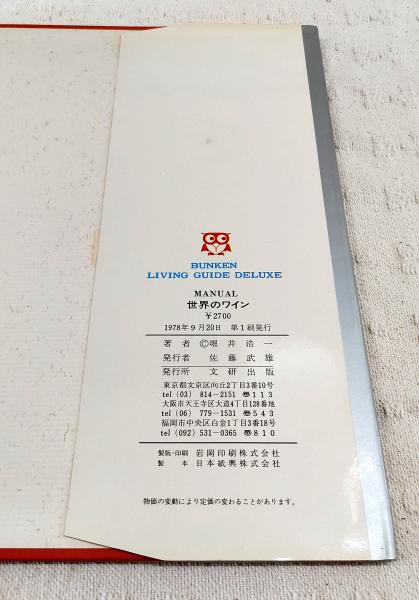 BUNKEN
LIVING GUIDE DELUXE
MANUAL
世界のワイン
¥2700
1978年9月20日 第1刷発行
著者 ©堀井浩一
発行者 佐藤武雄
発行所 文研出版
東京都文京区向丘2丁目3番10号
tel (03) 814-2151 〠113
大阪市天王寺区大道4丁目3番28号
tel (06) 779-1531 〠543
福岡市中央区白金1丁目3番18号
tel (092) 531-0365 〠810
製版・印刷 岩岡印刷株式会社
製本 日本紙興株式会社
物価の変動により定価の変わることがあります。